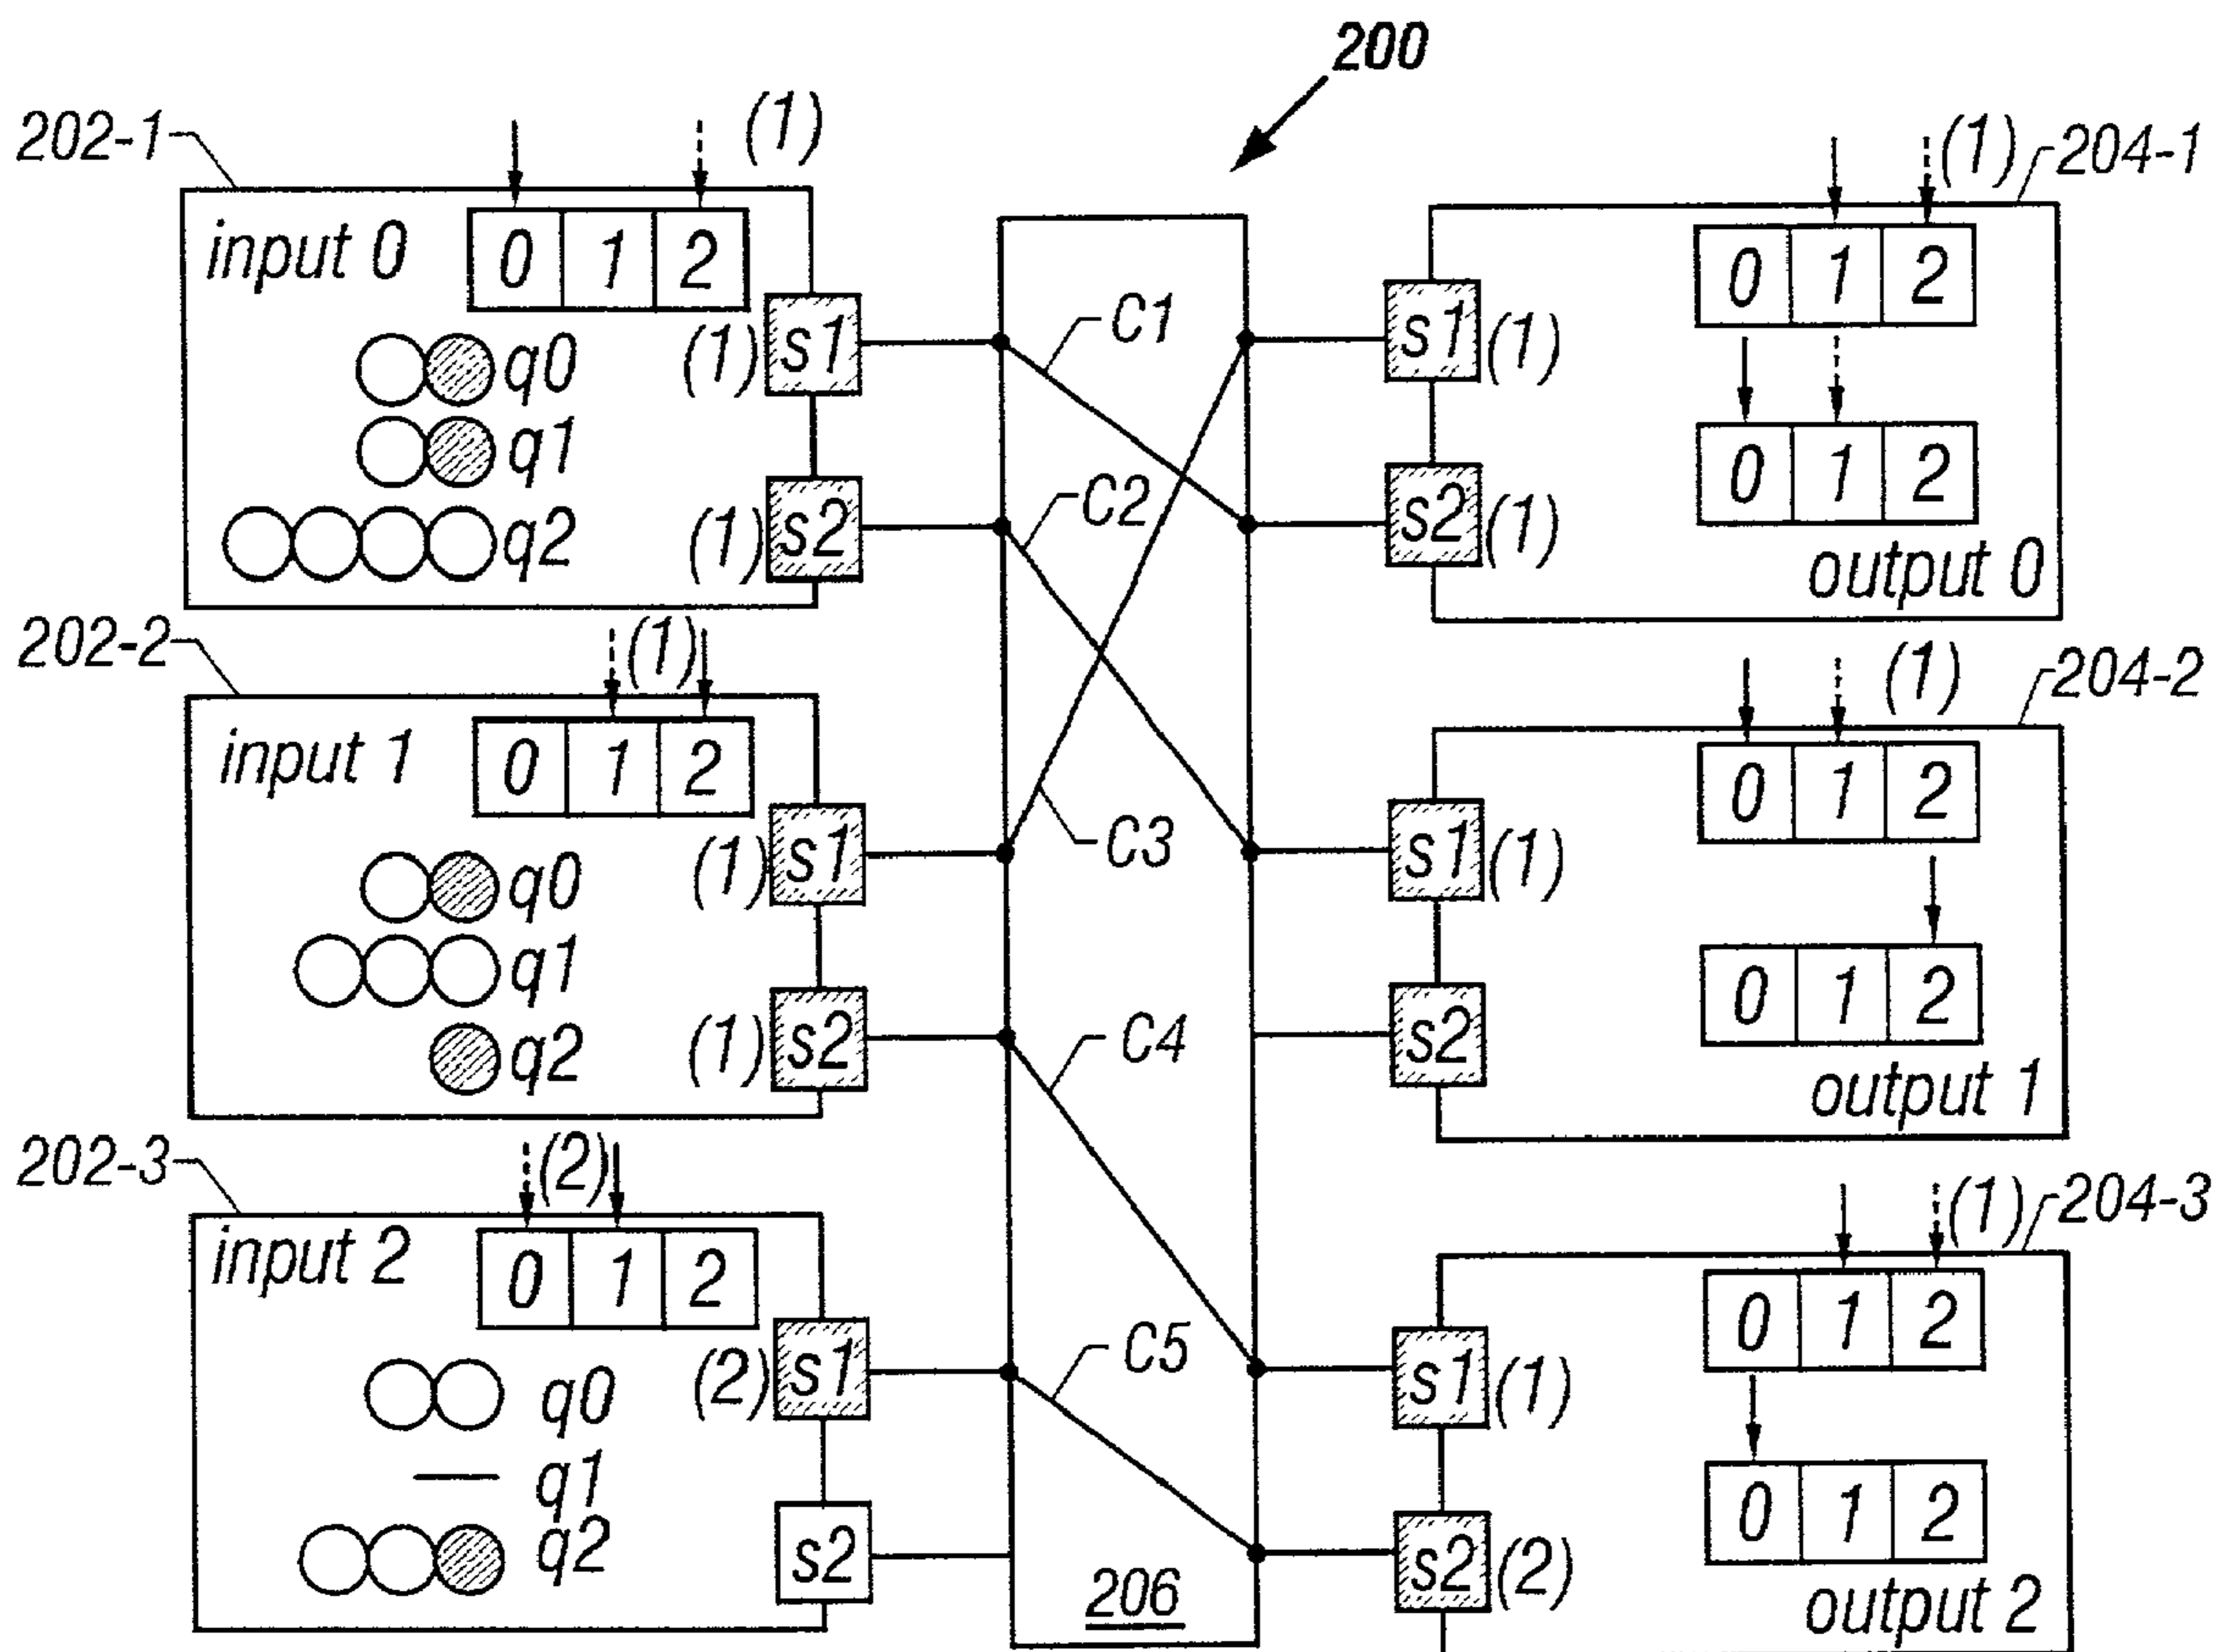 200
202-1
(1)
input 0
0 1 2
(1) s1
q0
q1
(1) s2
q2
202-2
(1)
input 1
0 1 2
(1) s1
q0
q1
(1) s2
q2
202-3
(2)
input 2
0 1 2
(2) s1
q0
q1
q2
s2
C1
C2
C3
C4
C5
206
(1)
204-1
0 1 2
s1 (1)
0 1 2
s2 (1)
output 0
(1)
204-2
0 1 2
s1 (1)
0 1 2
s2
output 1
(1)
204-3
0 1 2
s1 (1)
0 1 2
s2 (2)
output 2